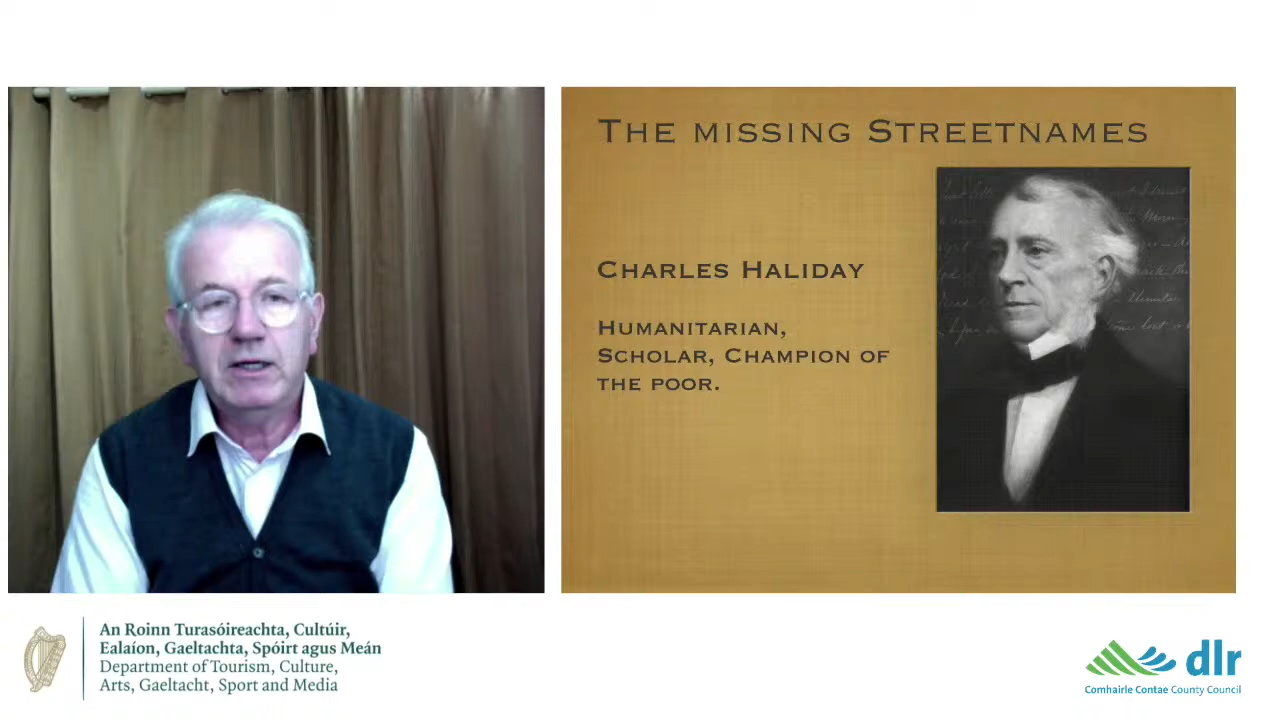 THE MISSING STREETNAMES
CHARLES HALIDAY
HUMANITARIAN,
SCHOLAR, CHAMPION OF
THE POOR.
An Roinn Turasóireachta, Cultúir,
Ealaíon, Gaeltachta, Spóirt agus Meán
Department of Tourism, Culture,
Arts, Gaeltacht, Sport and Media
dlr
Comhairle Contae County Council